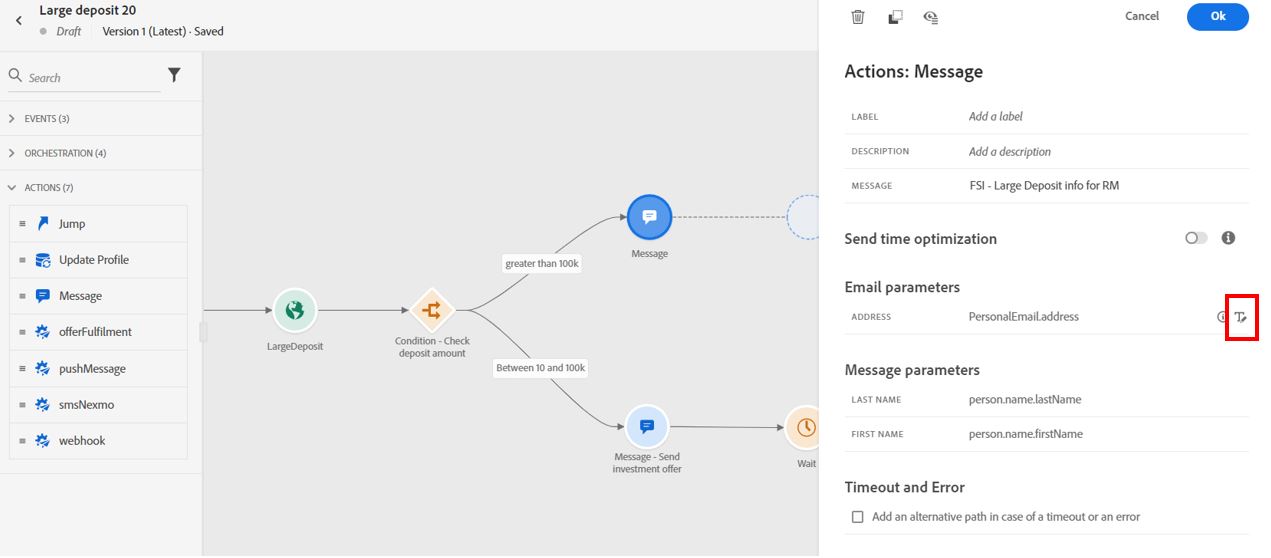 Large deposit 20
Draft
Version 1 (Latest) · Saved
Search
EVENTS (3)
ORCHESTRATION (4)
ACTIONS (7)
Jump
Update Profile
Message
offerFulfilment
pushMessage
smsNexmo
webhook
LargeDeposit
Condition - Check
deposit amount
greater than 100k
Between 10 and 100k
Message
Message - Send
investment offer
Wait
Cancel
Ok
Actions: Message
LABEL Add a label
DESCRIPTION Add a description
MESSAGE FSI - Large Deposit info for RM
Send time optimization
Email parameters
ADDRESS PersonalEmail.address
Message parameters
LAST NAME person.name.lastName
FIRST NAME person.name.firstName
Timeout and Error
Add an alternative path in case of a timeout or an error